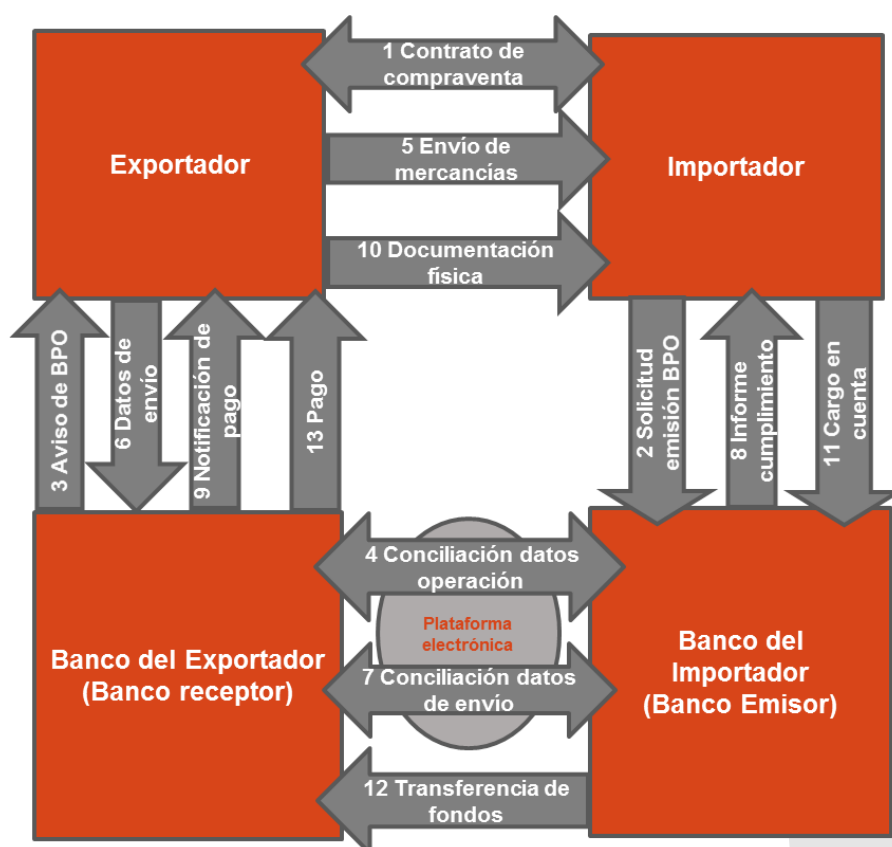 1 Contrato de
compraventa
Exportador
5 Envío de
mercancías
Importador
10 Documentación
física
3 Aviso de BPO
6 Datos de
envío
9 Notificación de
pago
13 Pago
2 Solicitud
emisión BPO
8 Informe
cumplimiento
11 Cargo en
cuenta
4 Conciliación datos
operación
Plataforma
electrónica
Banco del Exportador
(Banco receptor)
7 Conciliación datos
de envío
Banco del
Importador
(Banco Emisor)
12 Transferencia de
fondos